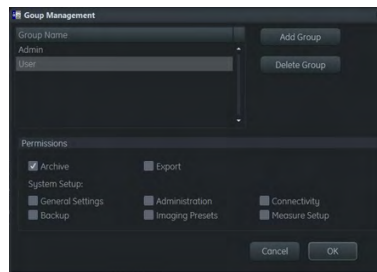 Goup Management
Group Name
Add Group
Admin
User
Delete Group
Permissions
Archive Export
System Setup:
General Settings Administration Connectivity
Backup Imaging Presets Measure Setup
Cancel OK